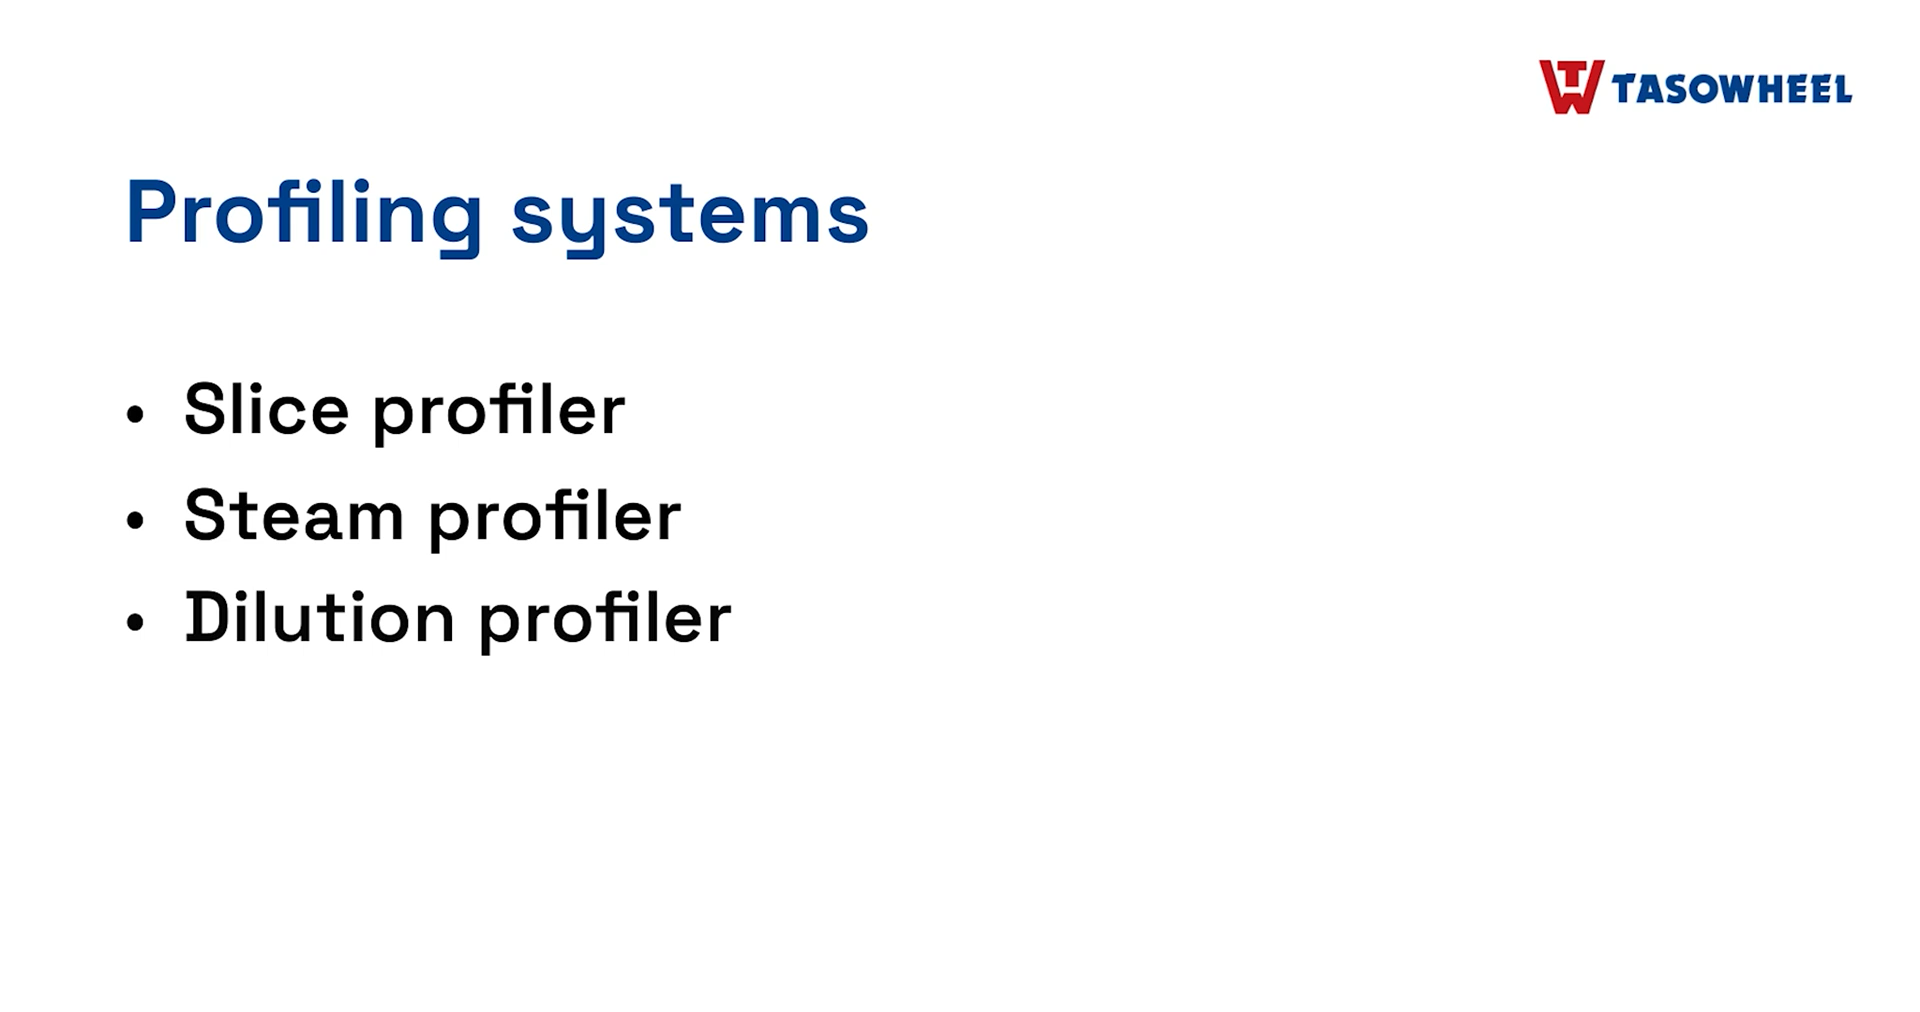 TASOWHEEL
Profiling systems
• Slice profiler
• Steam profiler
• Dilution profiler